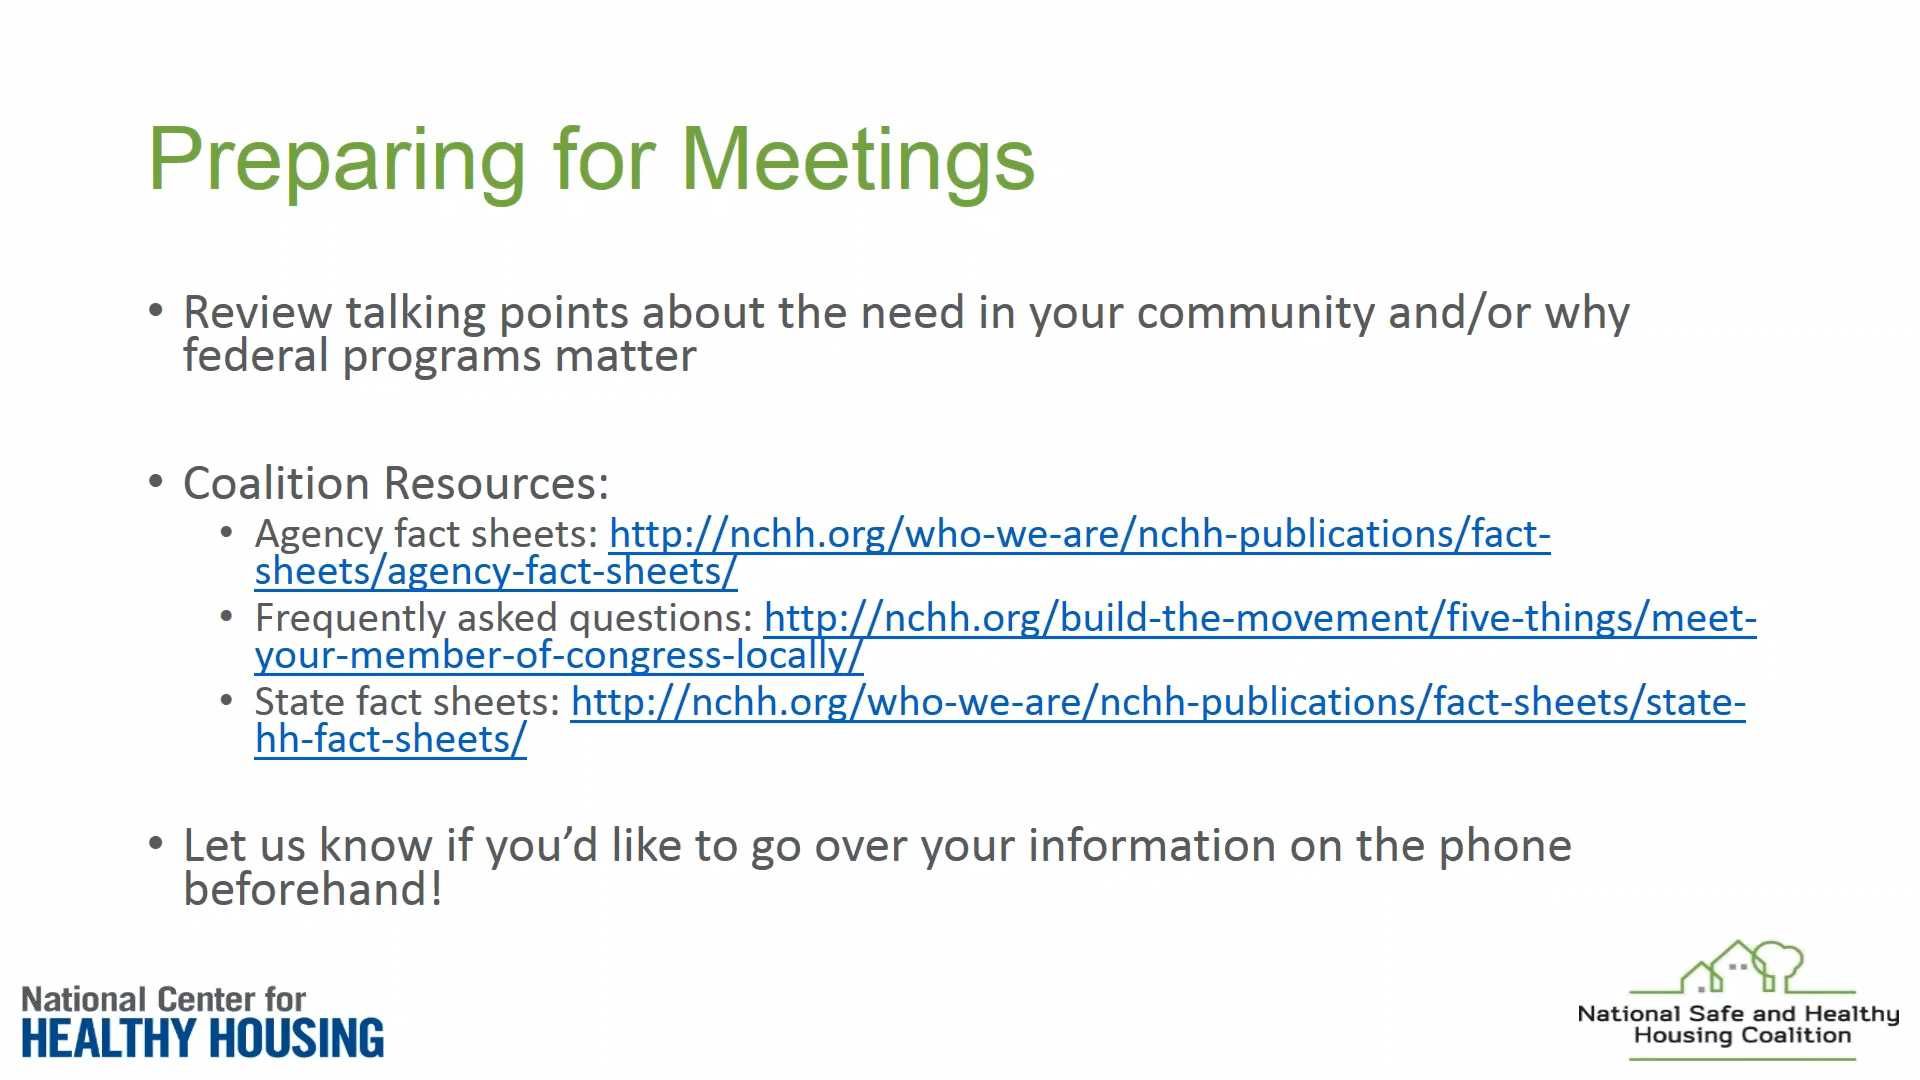 Preparing for Meetings
• Review talking points about the need in your community and/or why
federal programs matter
• Coalition Resources:
• Agency fact sheets: http://nchh.org/who-we-are/nchh-publications/fact-
sheets/agency-fact-sheets/
• Frequently asked questions: http://nchh.org/build-the-movement/five-things/meet-
your-member-of-congress-locally/
• State fact sheets: http://nchh.org/who-we-are/nchh-publications/fact-sheets/state-
hh-fact-sheets/
• Let us know if you’d like to go over your information on the phone
beforehand!
National Center for
HEALTHY HOUSING
National Safe and Healthy
Housing Coalition